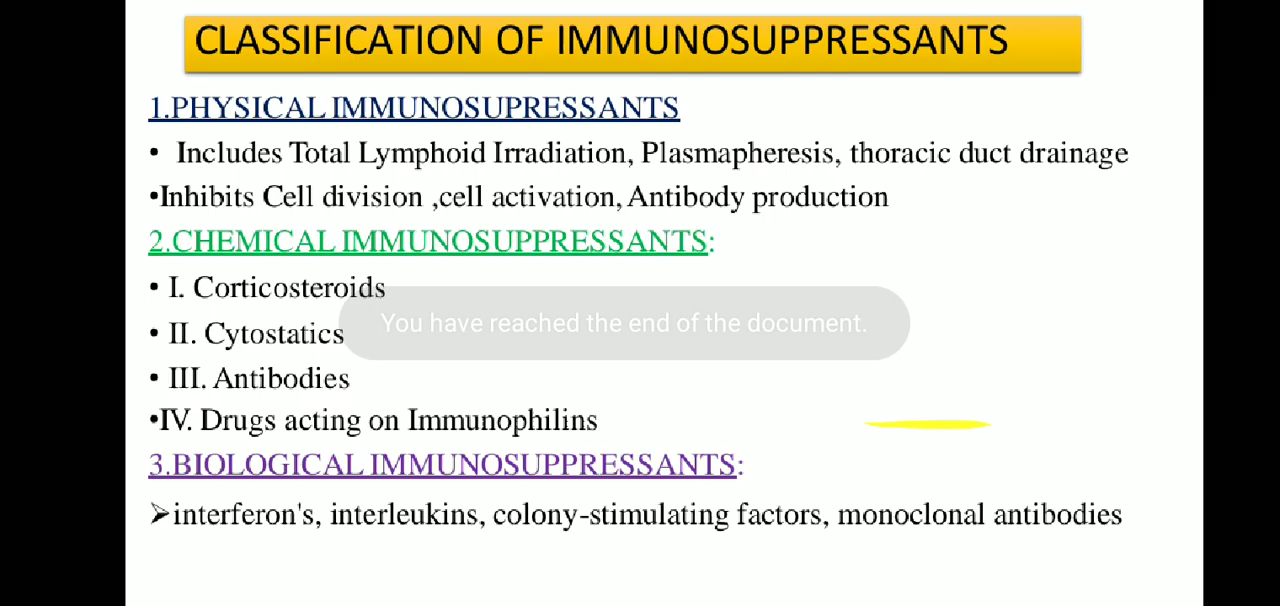 CLASSIFICATION OF IMMUNOSUPPRESSANTS
1.PHYSICAL IMMUNOSUPRESSANTS
• Includes Total Lymphoid Irradiation, Plasmapheresis, thoracic duct drainage
•Inhibits Cell division ,cell activation, Antibody production
2.CHEMICAL IMMUNOSUPPRESSANTS:
• I. Corticosteroids
You have reached the end of the document.
• II. Cytostatics
• III. Antibodies
•IV. Drugs acting on Immunophilins
3.BIOLOGICAL IMMUNOSUPPRESSANTS:
➢interferon's, interleukins, colony-stimulating factors, monoclonal antibodies